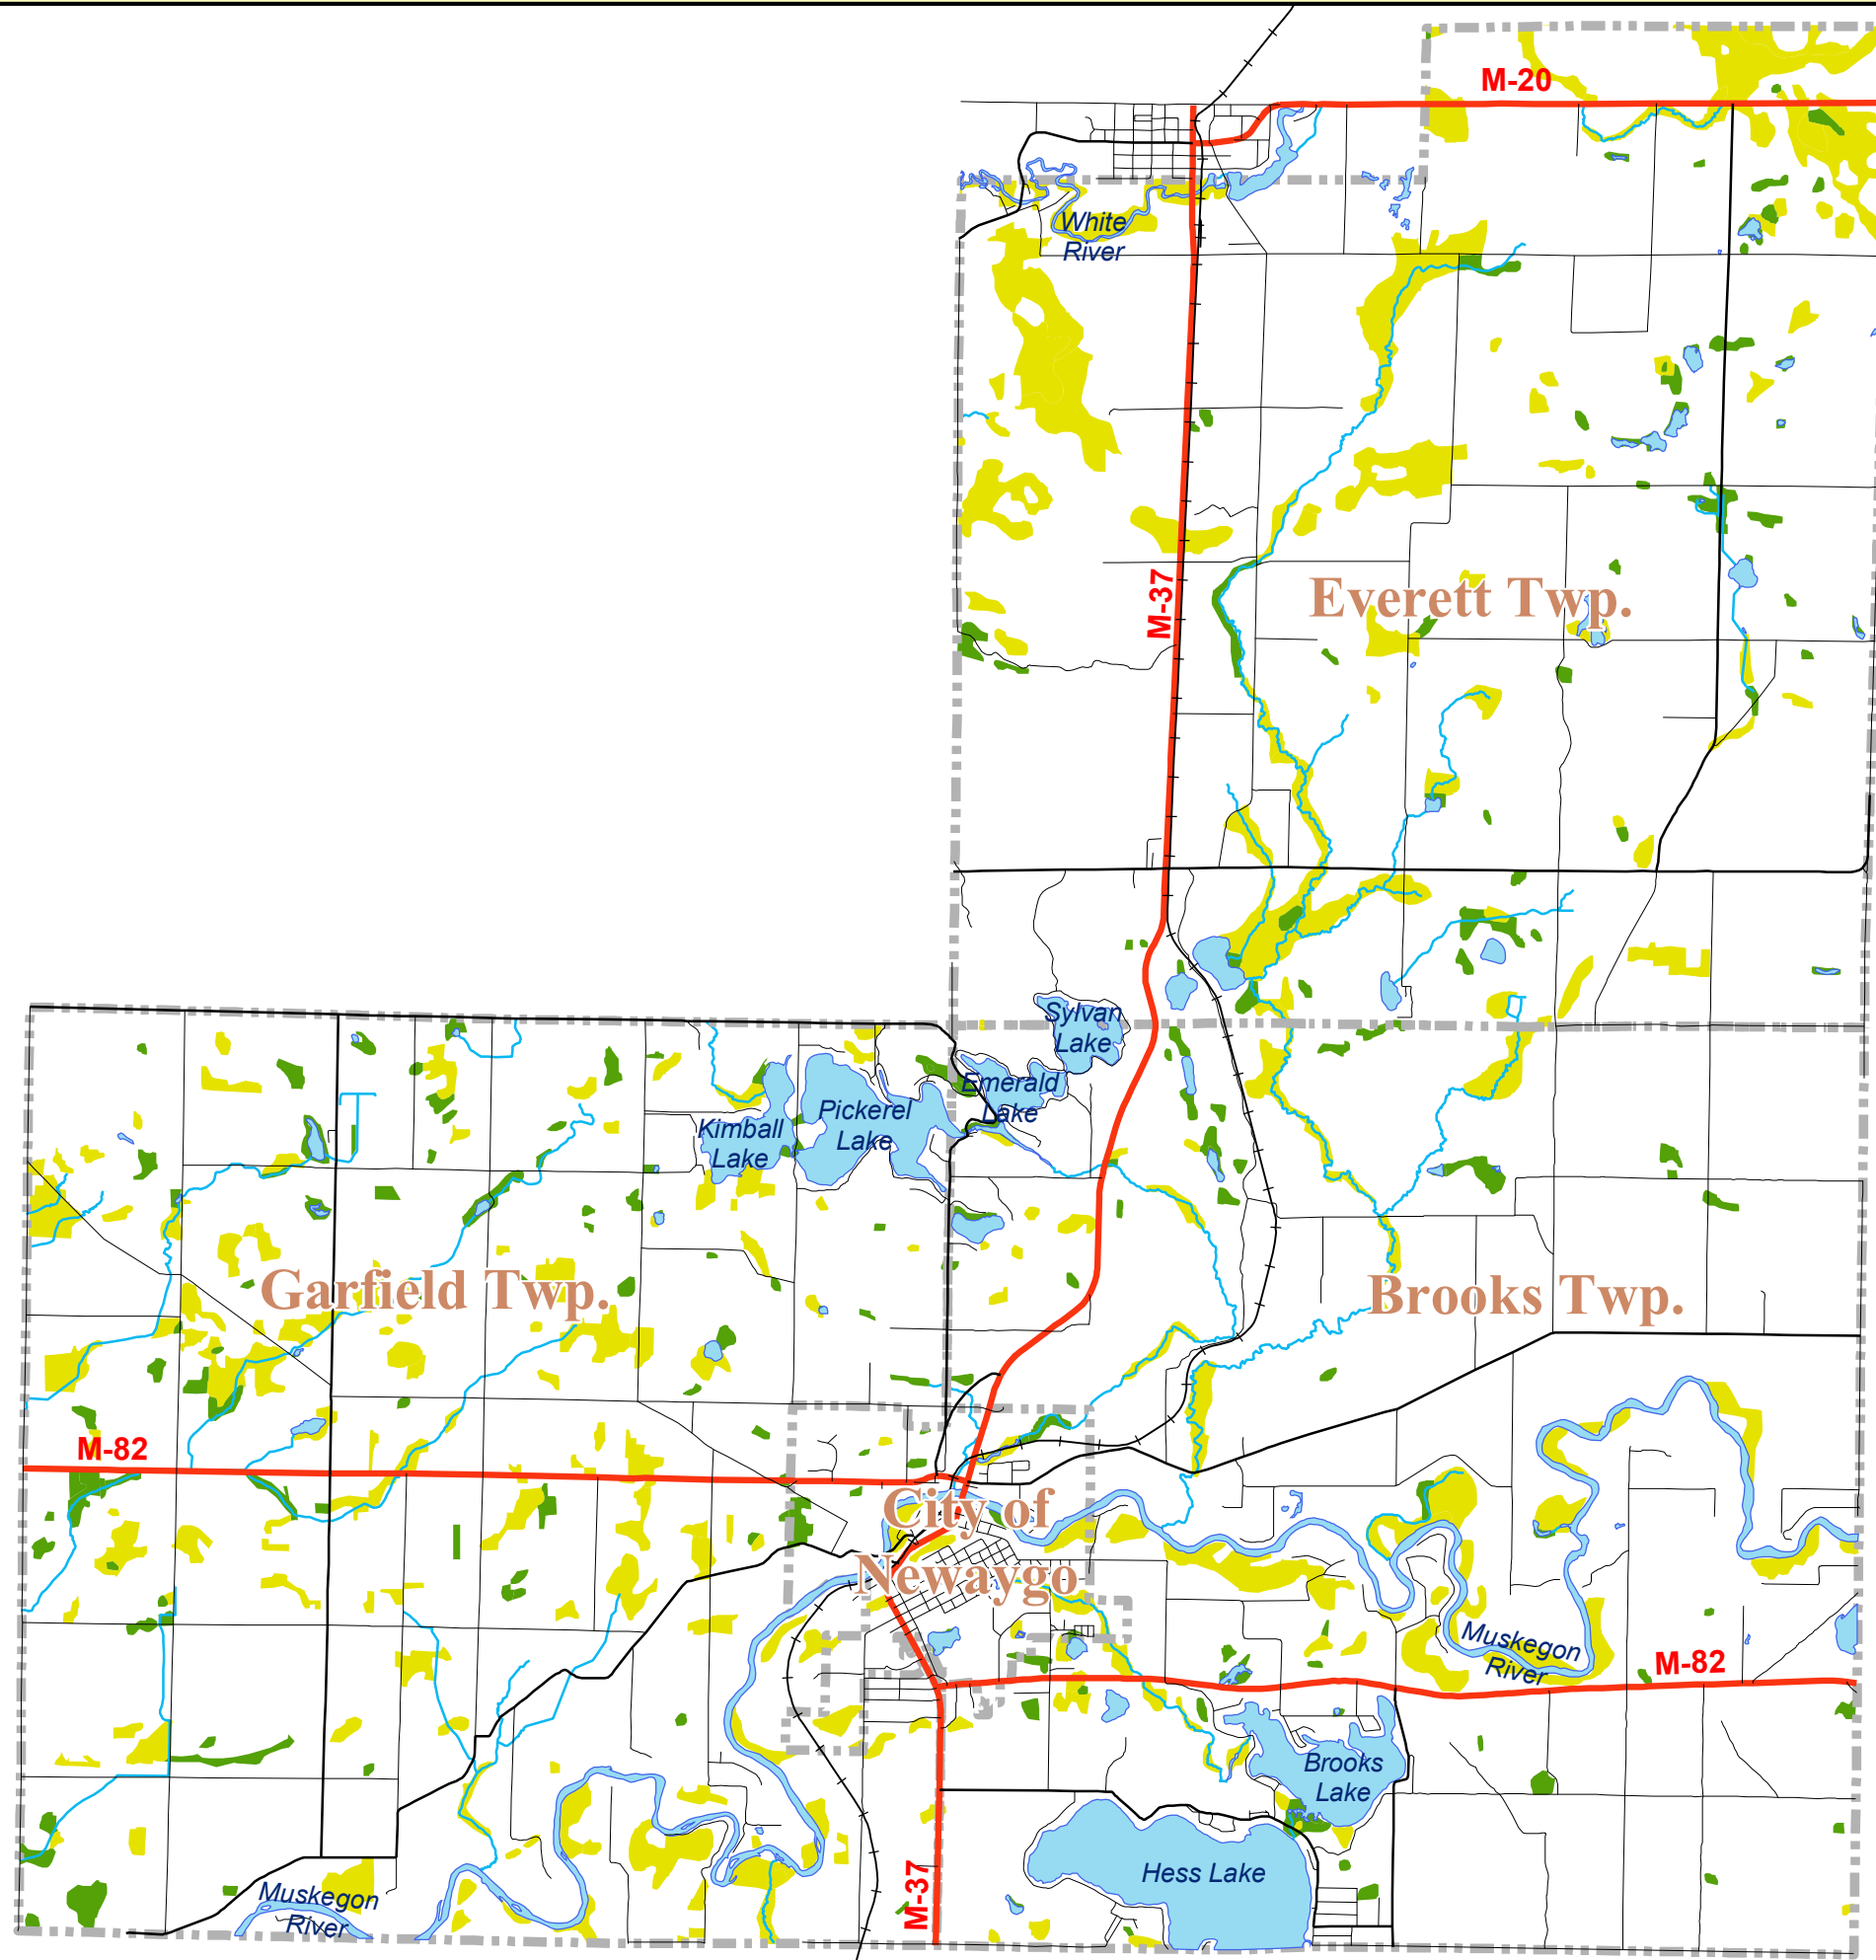 M-20
White
River
M-37
Everett Twp.
Sylvan
Lake
Emerald
Lake
Pickerel
Lake
Kimball
Lake
Garfield Twp.
Brooks Twp.
M-82
City of
Newaygo
Muskegon
River
M-82
Brooks
Lake
Hess Lake
M-37
Muskegon
River